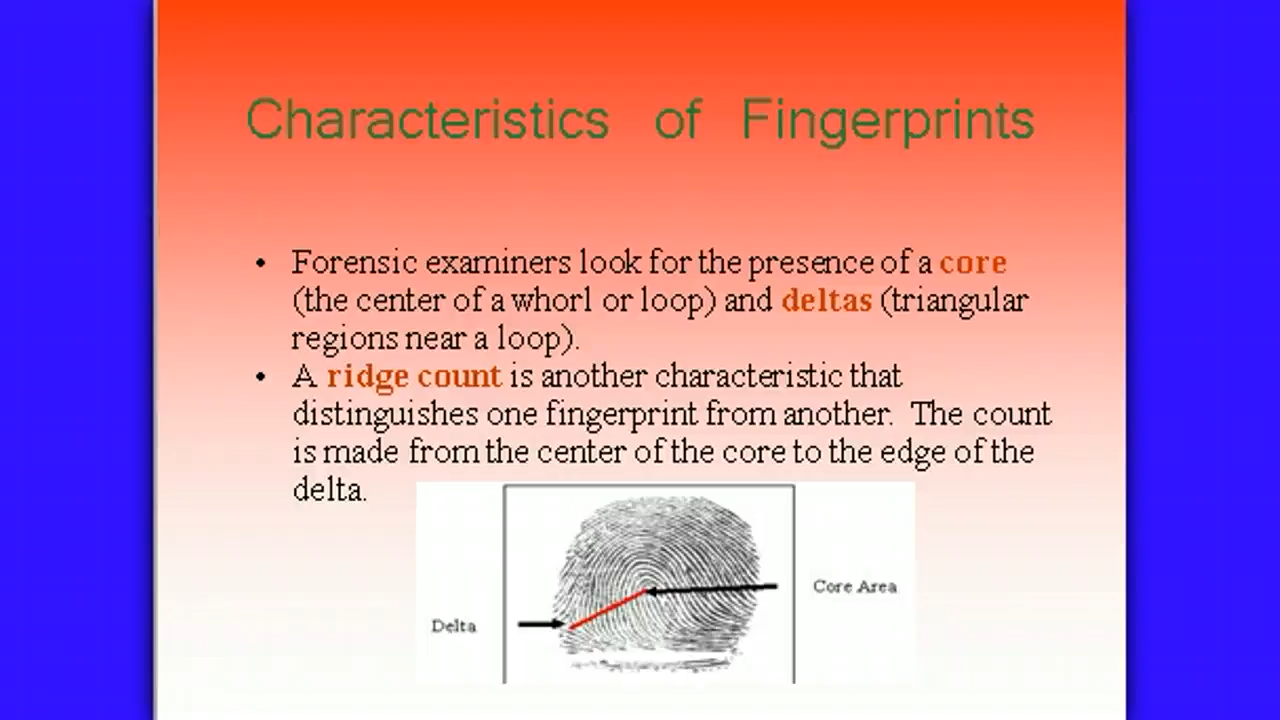 Characteristics of Fingerprints
• Forensic examiners look for the presence of a core
(the center of a whorl or loop) and deltas (triangular
regions near a loop).
• A ridge count is another characteristic that
distinguishes one fingerprint from another. The count
is made from the center of the core to the edge of the
delta.
Core Area
Delta